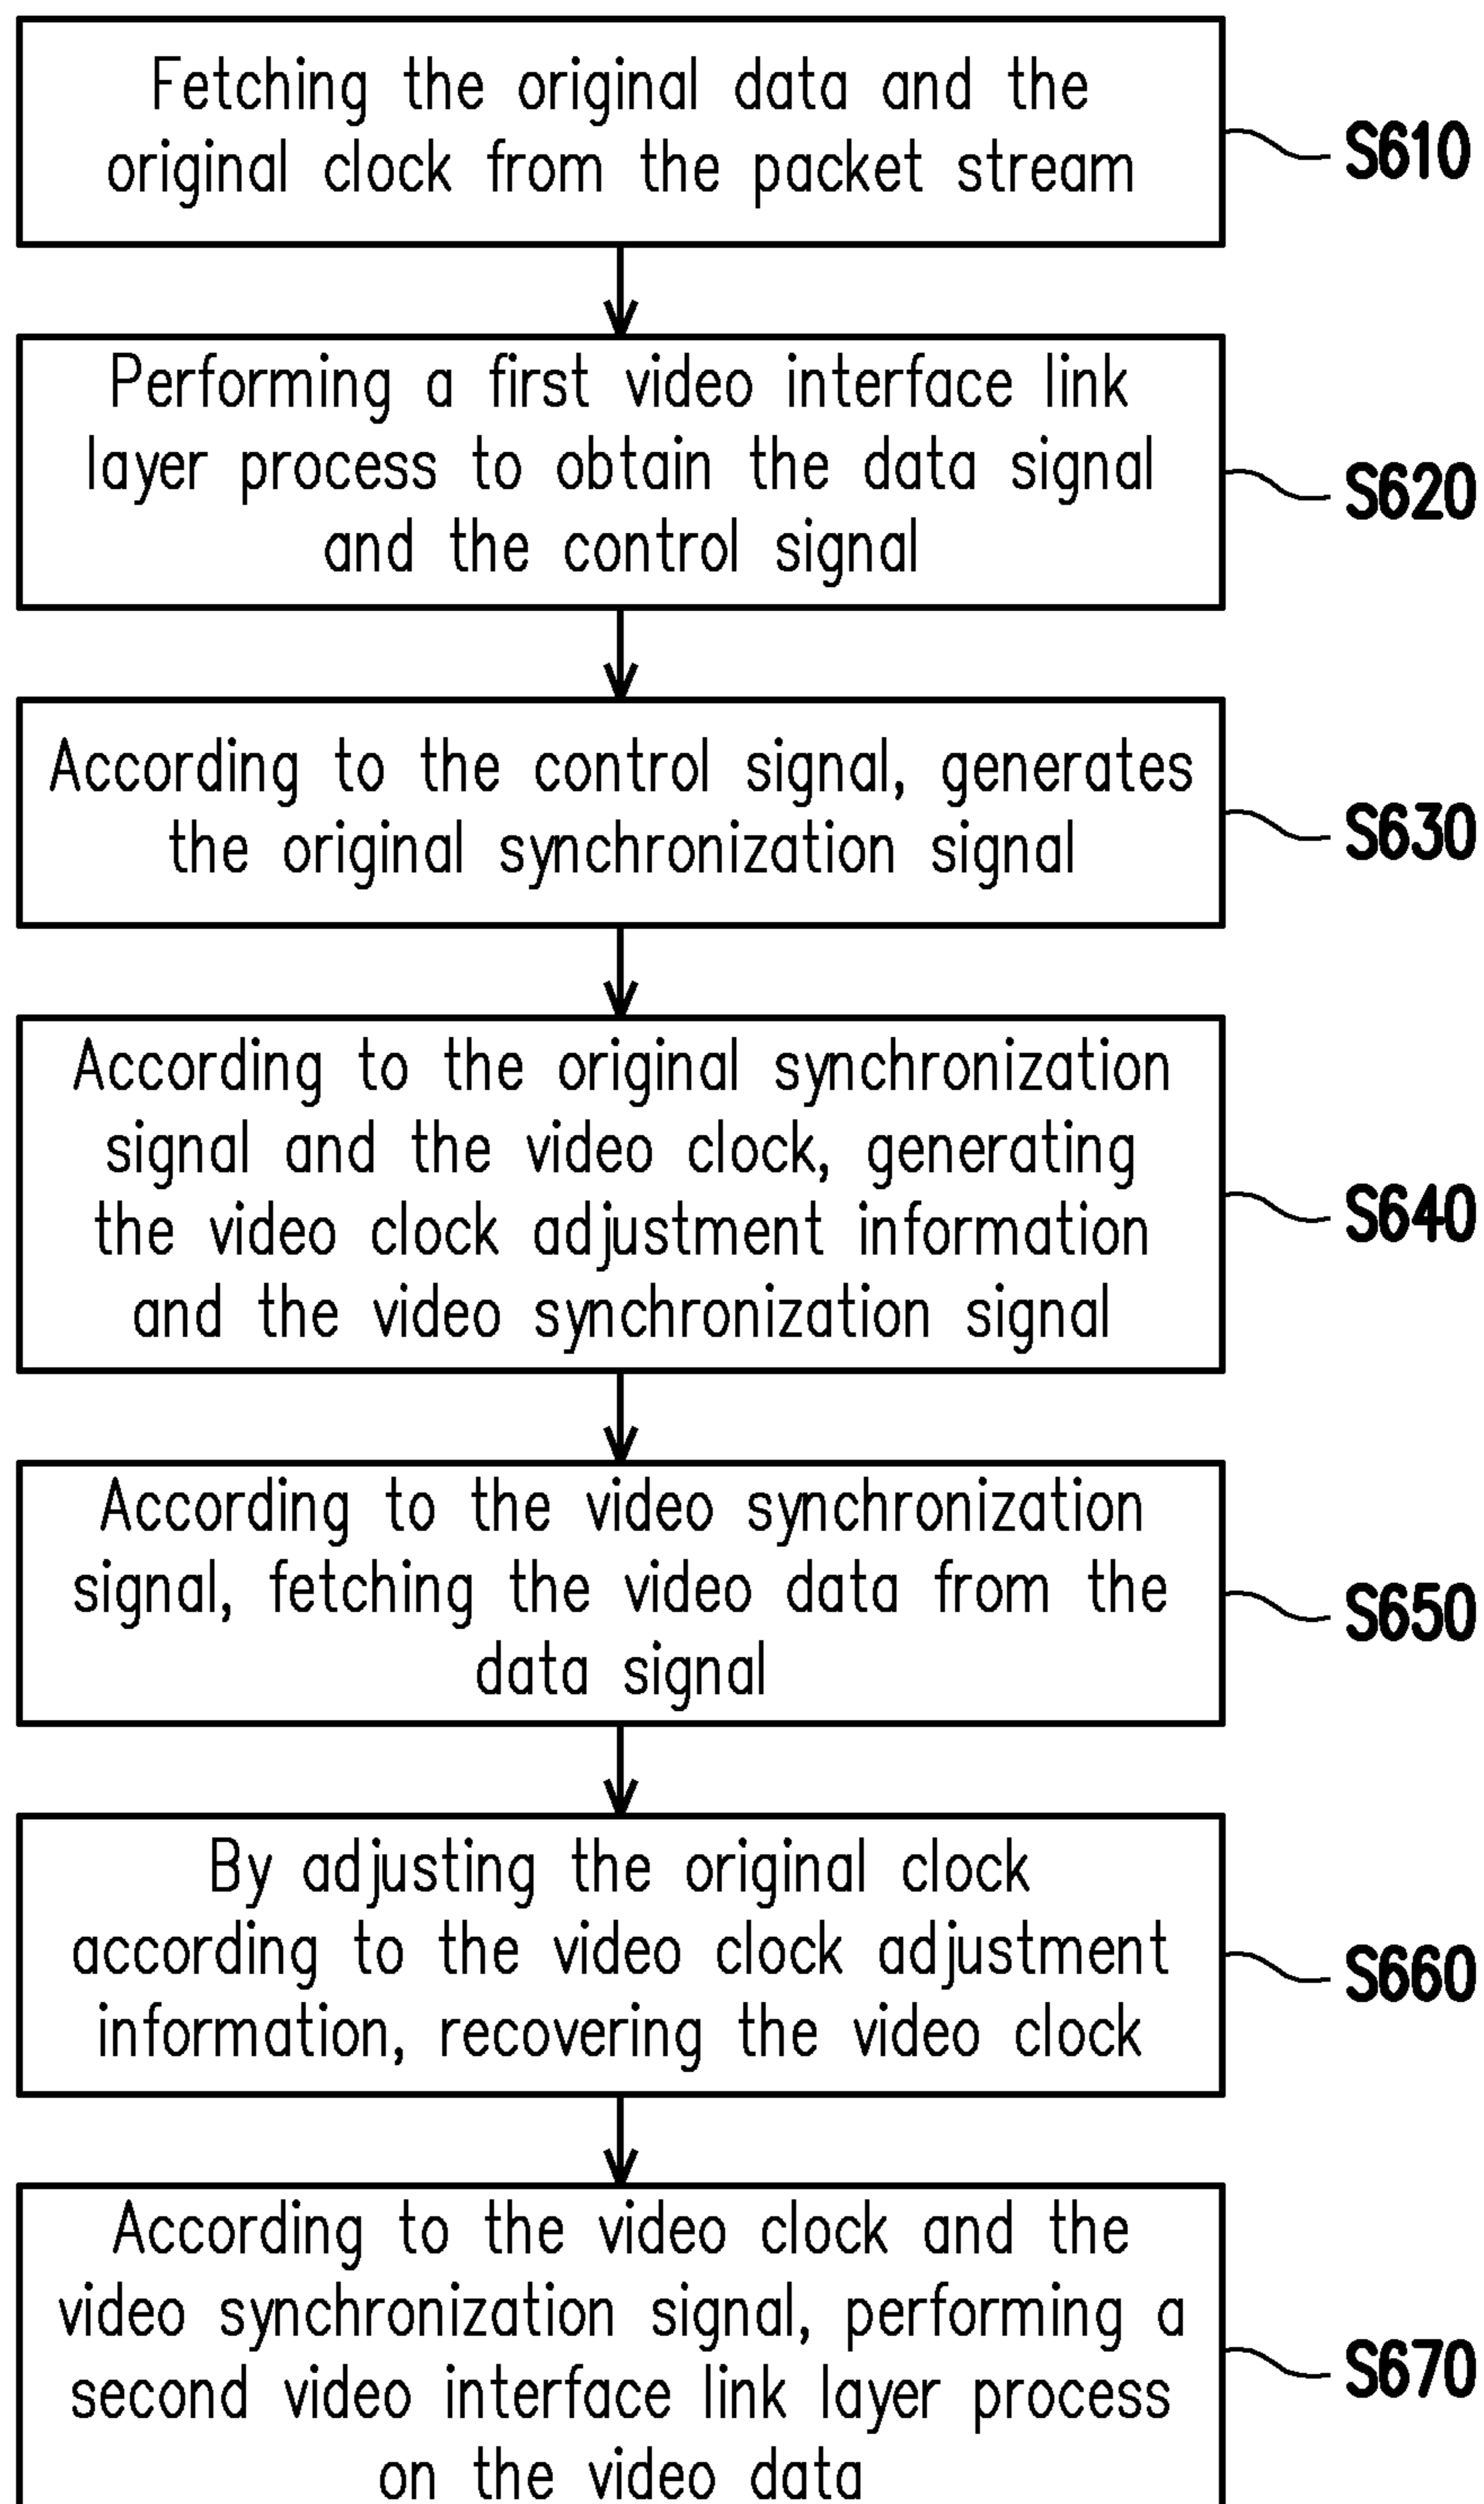 Fetching the original data and the
original clock from the packet stream
S610
Performing a first video interface link
layer process to obtain the data signal
and the control signal
S620
According to the control signal, generates
the original synchronization signal
S630
According to the original synchronization
signal and the video clock, generating
the video clock adjustment information
and the video synchronization signal
S640
According to the video synchronization
signal, fetching the video data from the
data signal
S650
By adjusting the original clock
according to the video clock adjustment
information, recovering the video clock
S660
According to the video clock and the
video synchronization signal, performing a
second video interface link layer process
on the video data
S670